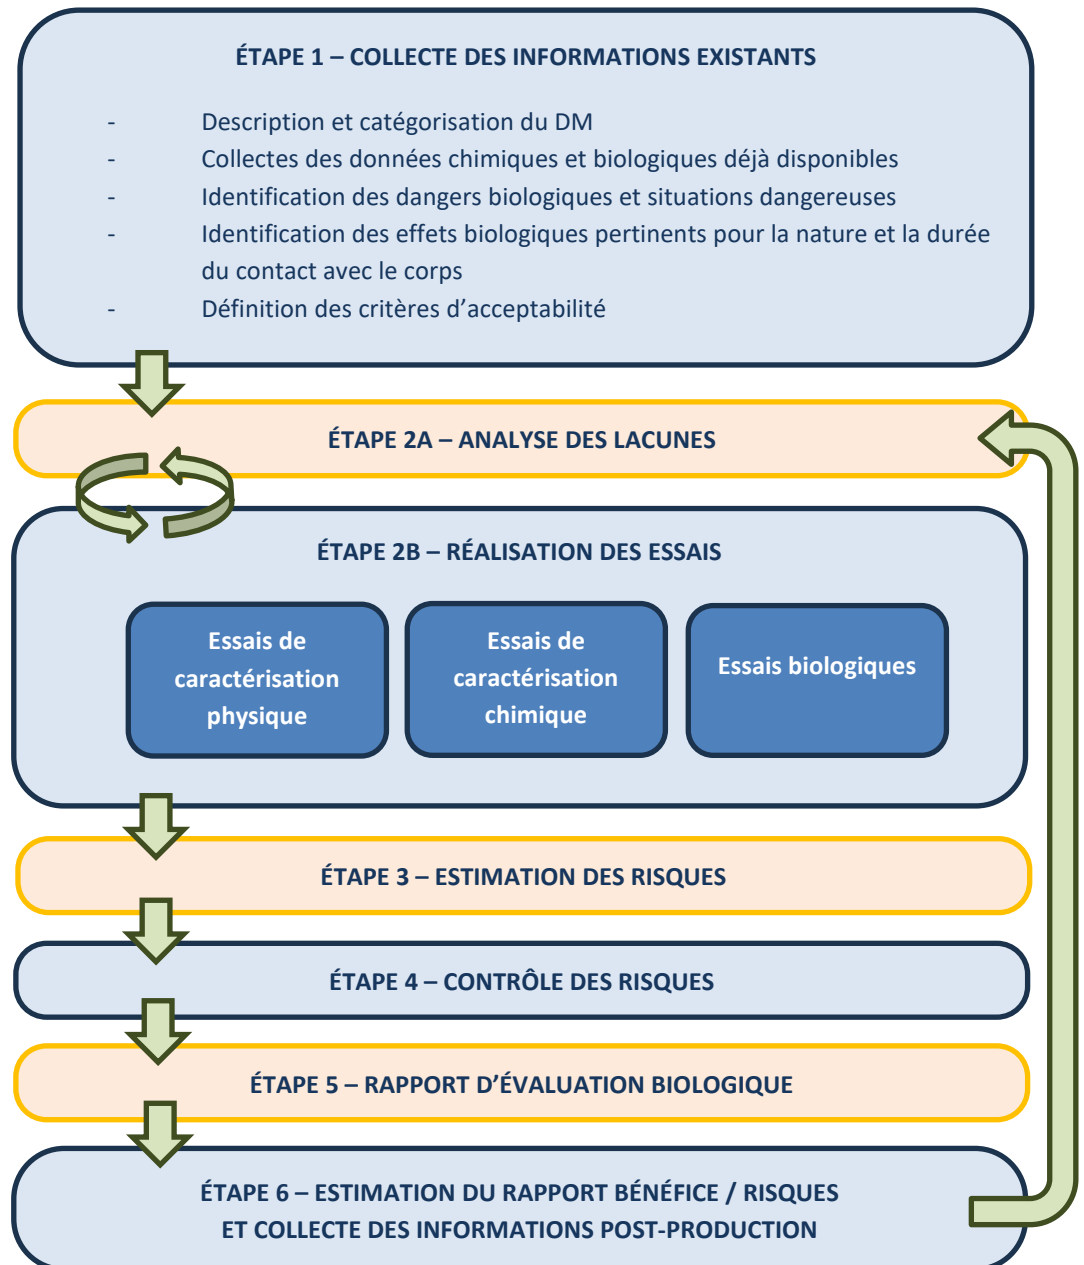 ÉTAPE 1 – COLLECTE DES INFORMATIONS EXISTANTS
- Description et catégorisation du DM
- Collectes des données chimiques et biologiques déjà disponibles
- Identification des dangers biologiques et situations dangereuses
- Identification des effets biologiques pertinents pour la nature et la durée
du contact avec le corps
- Définition des critères d’acceptabilité
ÉTAPE 2A – ANALYSE DES LACUNES
ÉTAPE 2B – RÉALISATION DES ESSAIS
Essais de
caractérisation
physique
Essais de
caractérisation
chimique
Essais biologiques
ÉTAPE 3 – ESTIMATION DES RISQUES
ÉTAPE 4 – CONTRÔLE DES RISQUES
ÉTAPE 5 – RAPPORT D’ÉVALUATION BIOLOGIQUE
ÉTAPE 6 – ESTIMATION DU RAPPORT BÉNÉFICE / RISQUES
ET COLLECTE DES INFORMATIONS POST-PRODUCTION